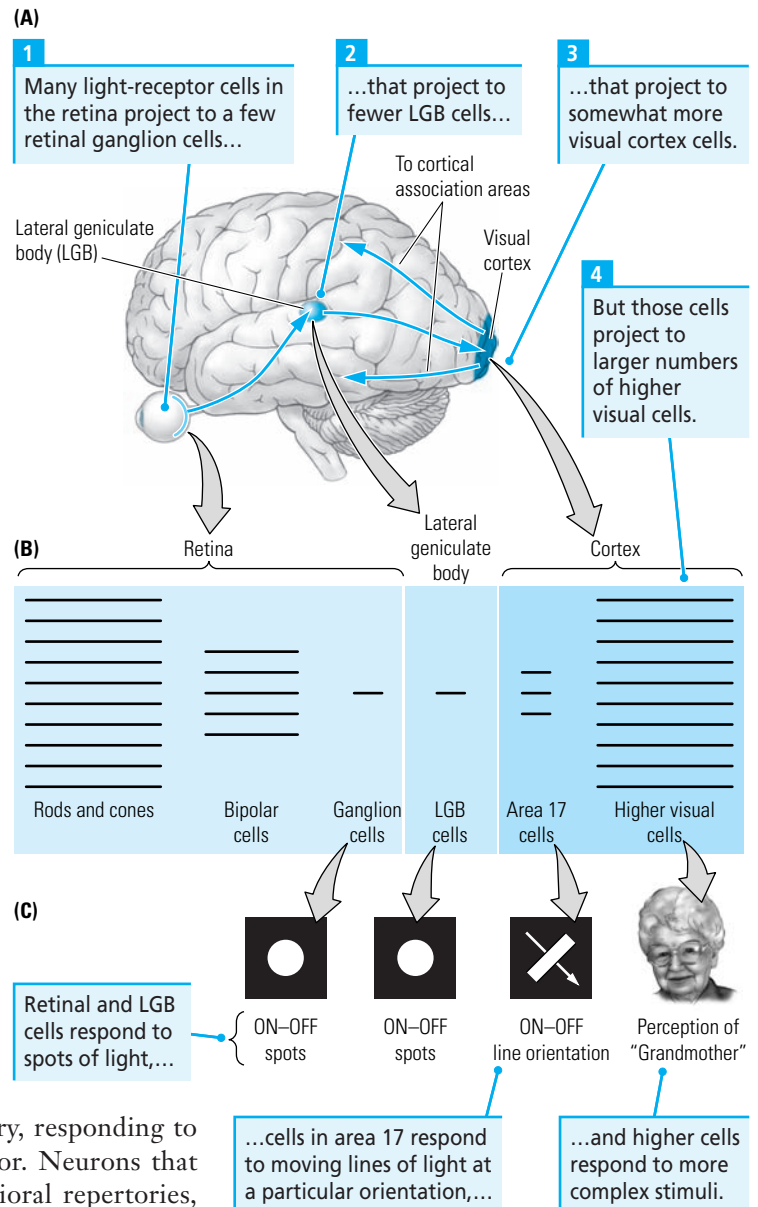 (A)
1
Many light-receptor cells in
the retina project to a few
retinal ganglion cells…
2
…that project to
fewer LGB cells…
3
…that project to
somewhat more
visual cortex cells.
To cortical
association areas
Lateral geniculate
body (LGB)
Visual
cortex
4
But those cells
project to
larger numbers
of higher
visual cells.
(B)
Retina
Lateral
geniculate
body
Cortex
Rods and cones
Bipolar
cells
Ganglion
cells
LGB
cells
Area 17
cells
Higher visual
cells
(C)
Retinal and LGB
cells respond to
spots of light,…
ON–OFF
spots
ON–OFF
spots
ON–OFF
line orientation
Perception of
“Grandmother”
…cells in area 17 respond
to moving lines of light at
a particular orientation,…
…and higher cells
respond to more
complex stimuli.
ry, responding to
or. Neurons that
ioral repertories,